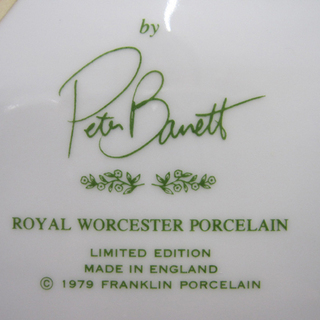 by
Peter Barrett
ROYAL WORCESTER PORCELAIN
LIMITED EDITION
MADE IN ENGLAND
© 1979 FRANKLIN PORCELAIN